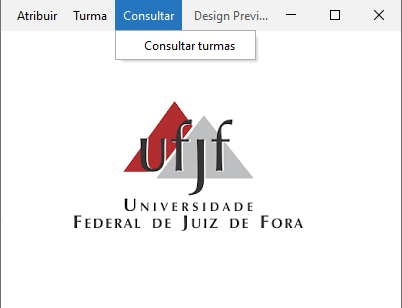 Atribuir Turma Consultar Design Previ...
Consultar turmas
ufjf
UNIVERSIDADE
FEDERAL DE JUIZ DE FORA